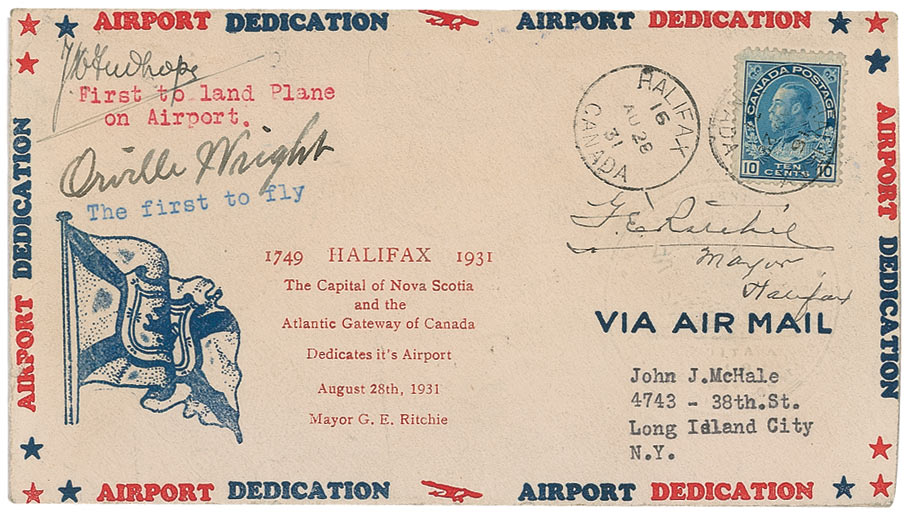 AIRPORT DEDICATION
AIRPORT DEDICATION
First to land Plane
on Airport.
Orville Wright
The first to fly
1749 HALIFAX 1931
The Capital of Nova Scotia
and the
Atlantic Gateway of Canada
Dedicates it's Airport
August 28th, 1931
Mayor G. E. Ritchie
HALIFAX
16
AU 28
31
CANADA
CANADA POSTAGE
10 TEN CENTS 10
G. E. Ritchie
Mayor
Halifax
VIA AIR MAIL
John J.McHale
4743 - 38th.St.
Long Island City
N.Y.
AIRPORT DEDICATION
AIRPORT DEDICATION
AIRPORT DEDICATION
AIRPORT DEDICATION